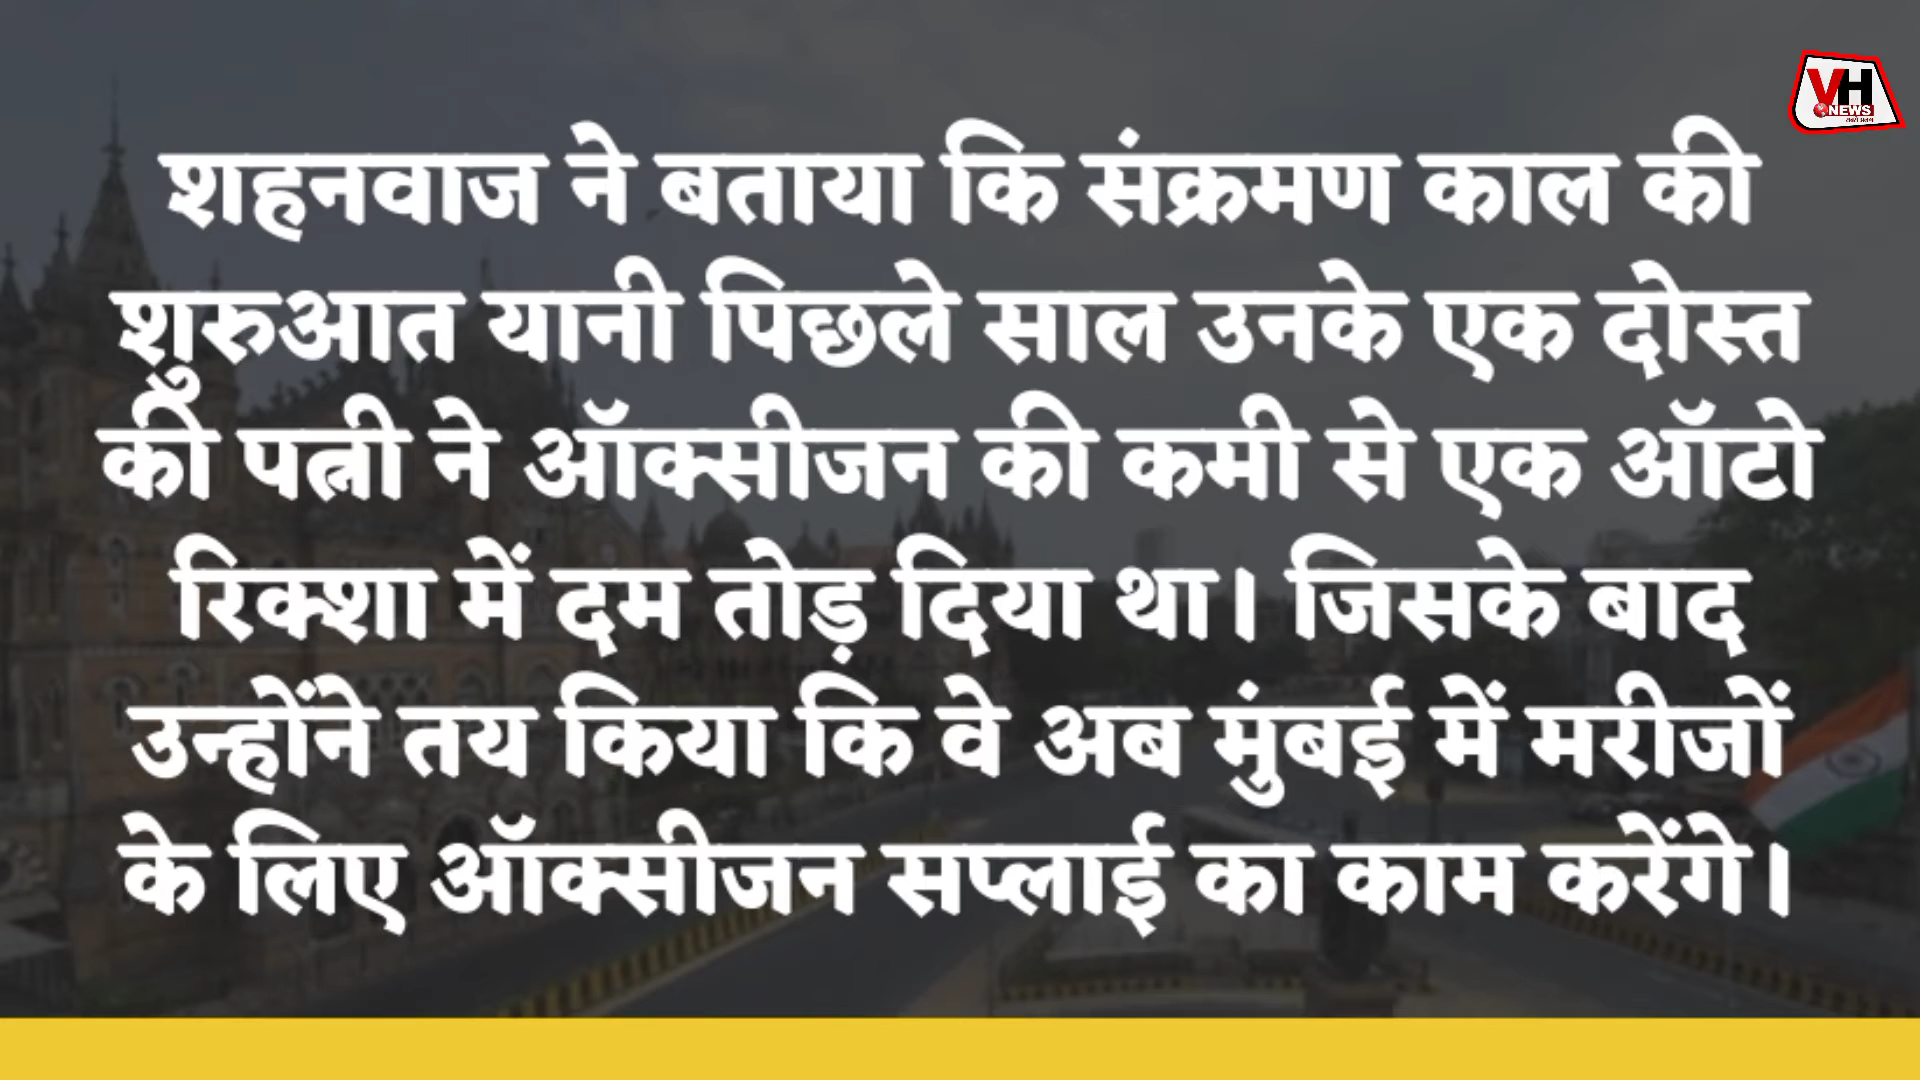 VH
NEWS
शहनवाज ने बताया कि संक्रमण काल की
शुरुआत यानी पिछले साल उनके एक दोस्त
की पत्नी ने ऑक्सीजन की कमी से एक ऑटो
रिक्शा में दम तोड़ दिया था। जिसके बाद
उन्होंने तय किया कि वे अब मुंबई में मरीजों
के लिए ऑक्सीजन सप्लाई का काम करेंगे।